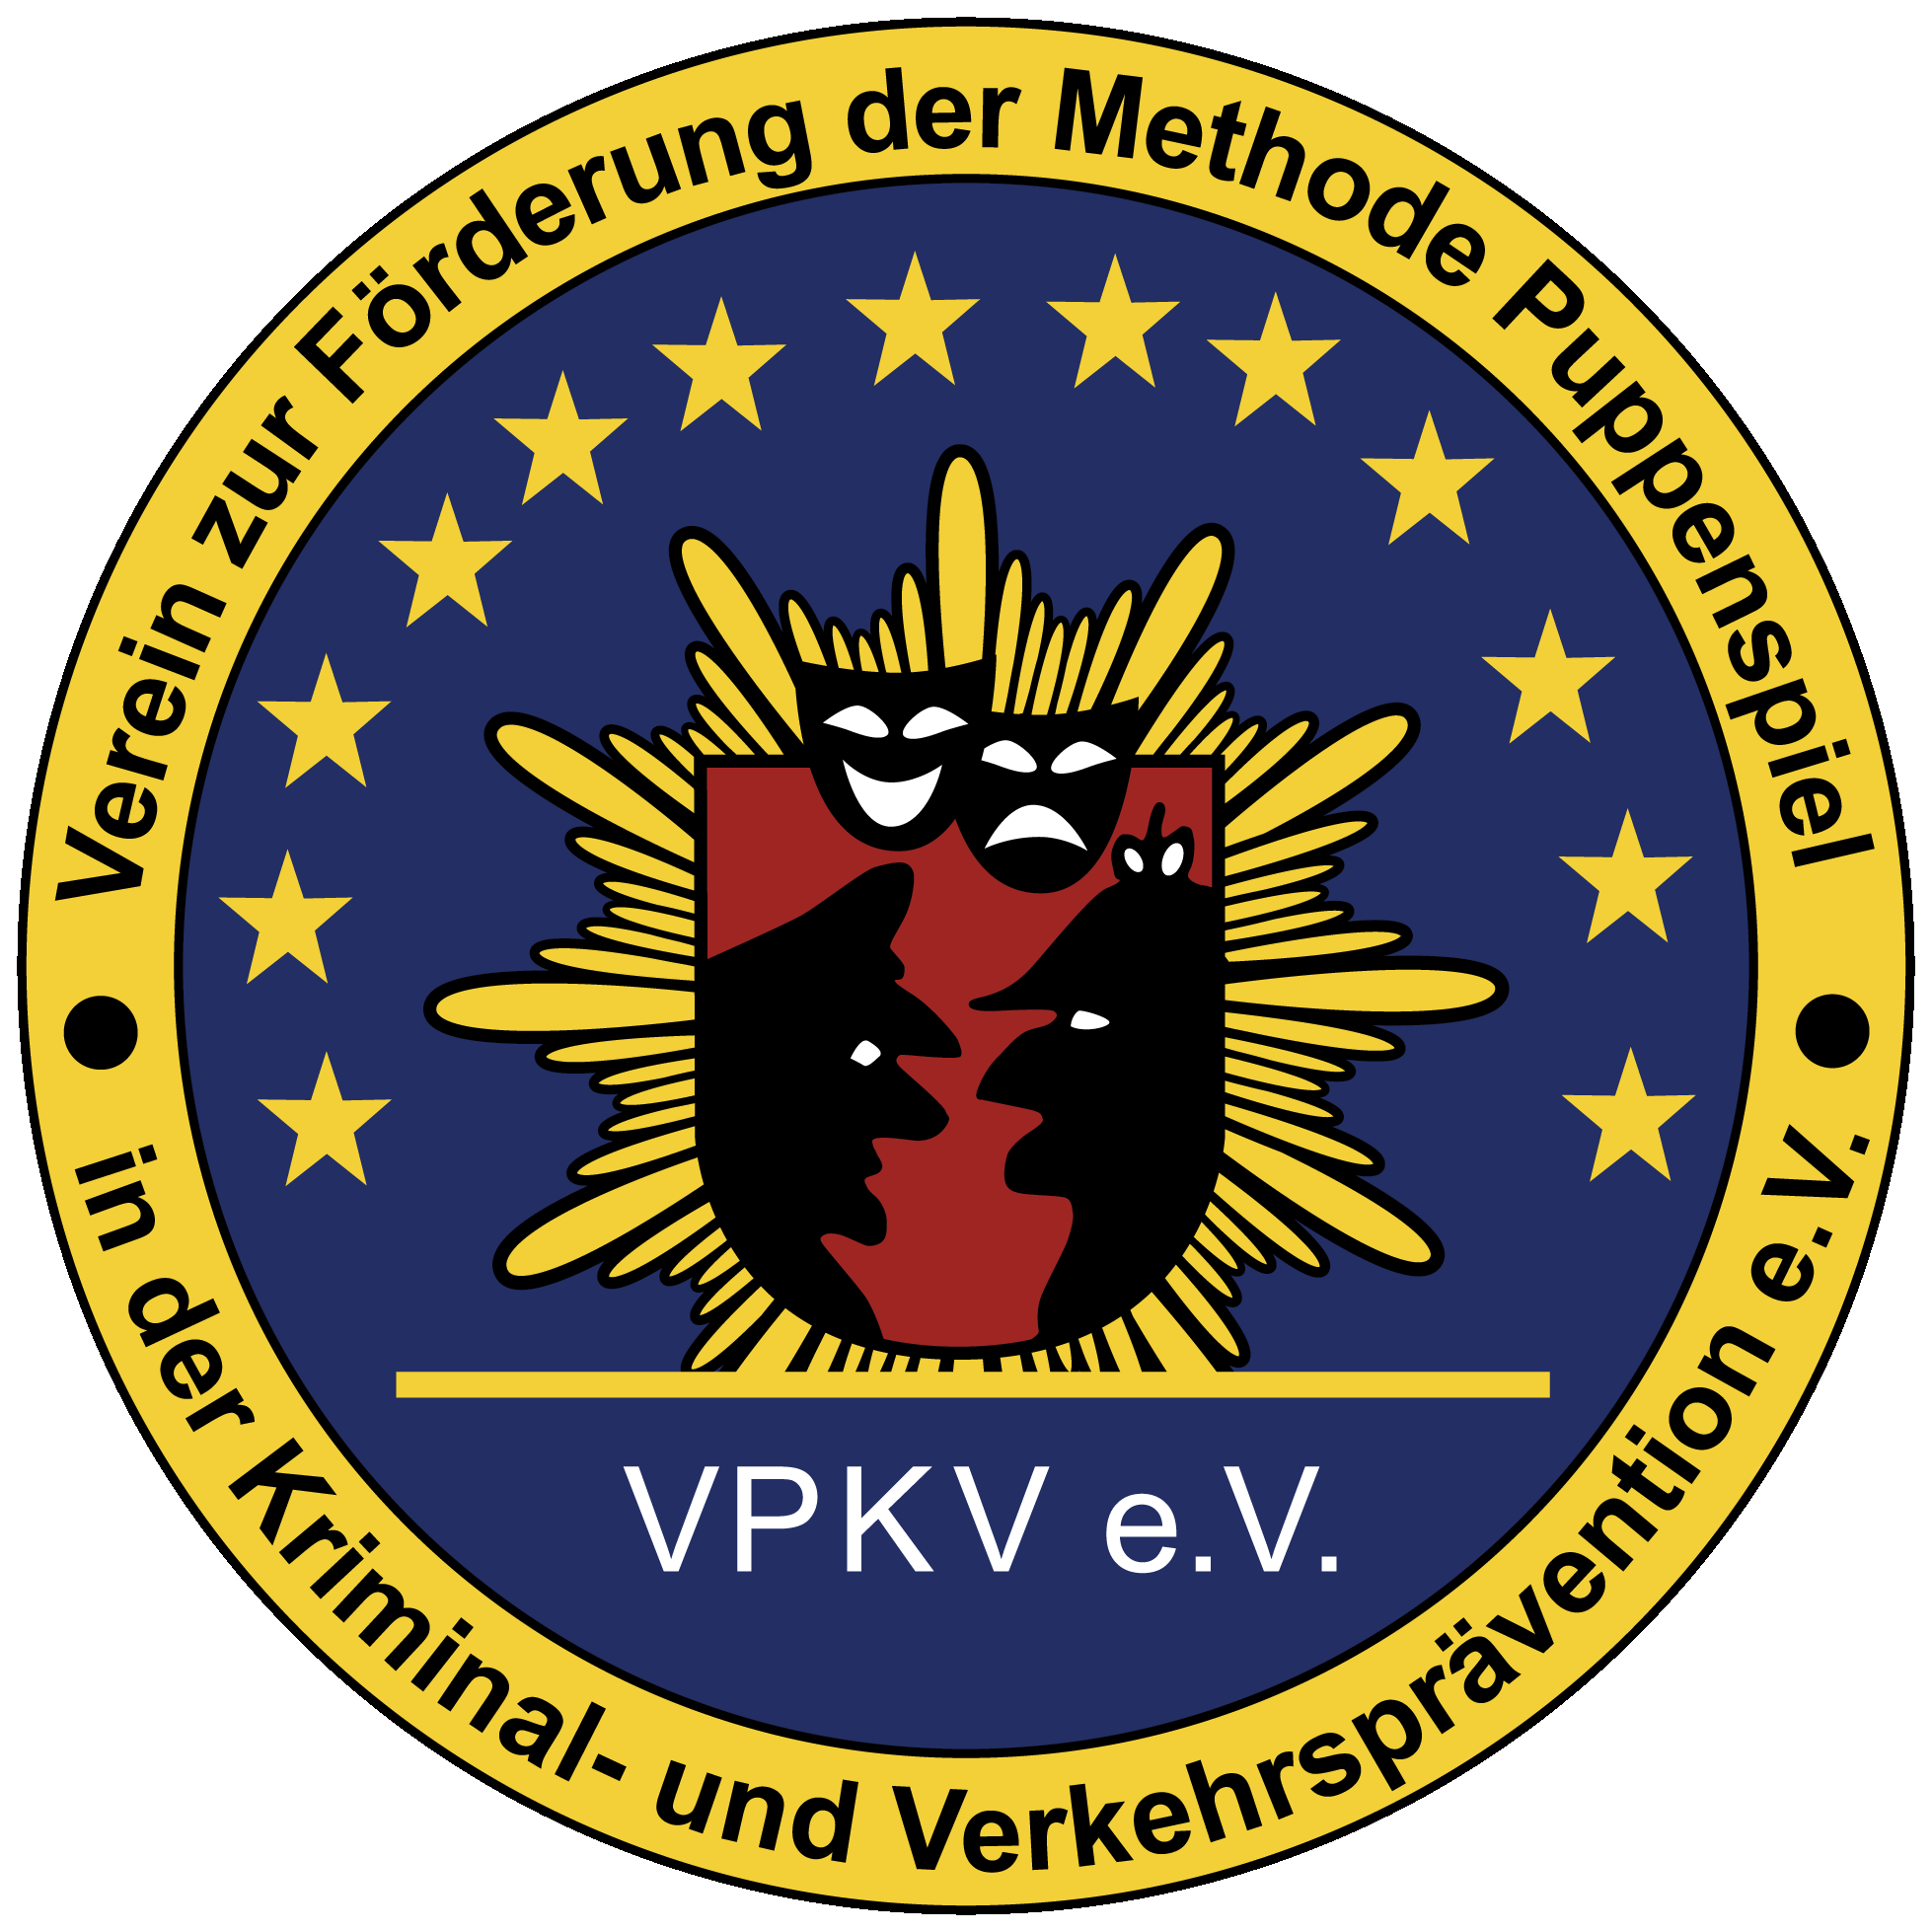 Verein zur Förderung der Methode Puppenspiel
in der Kriminal- und Verkehrsprävention e.V.
VPKV e.V.